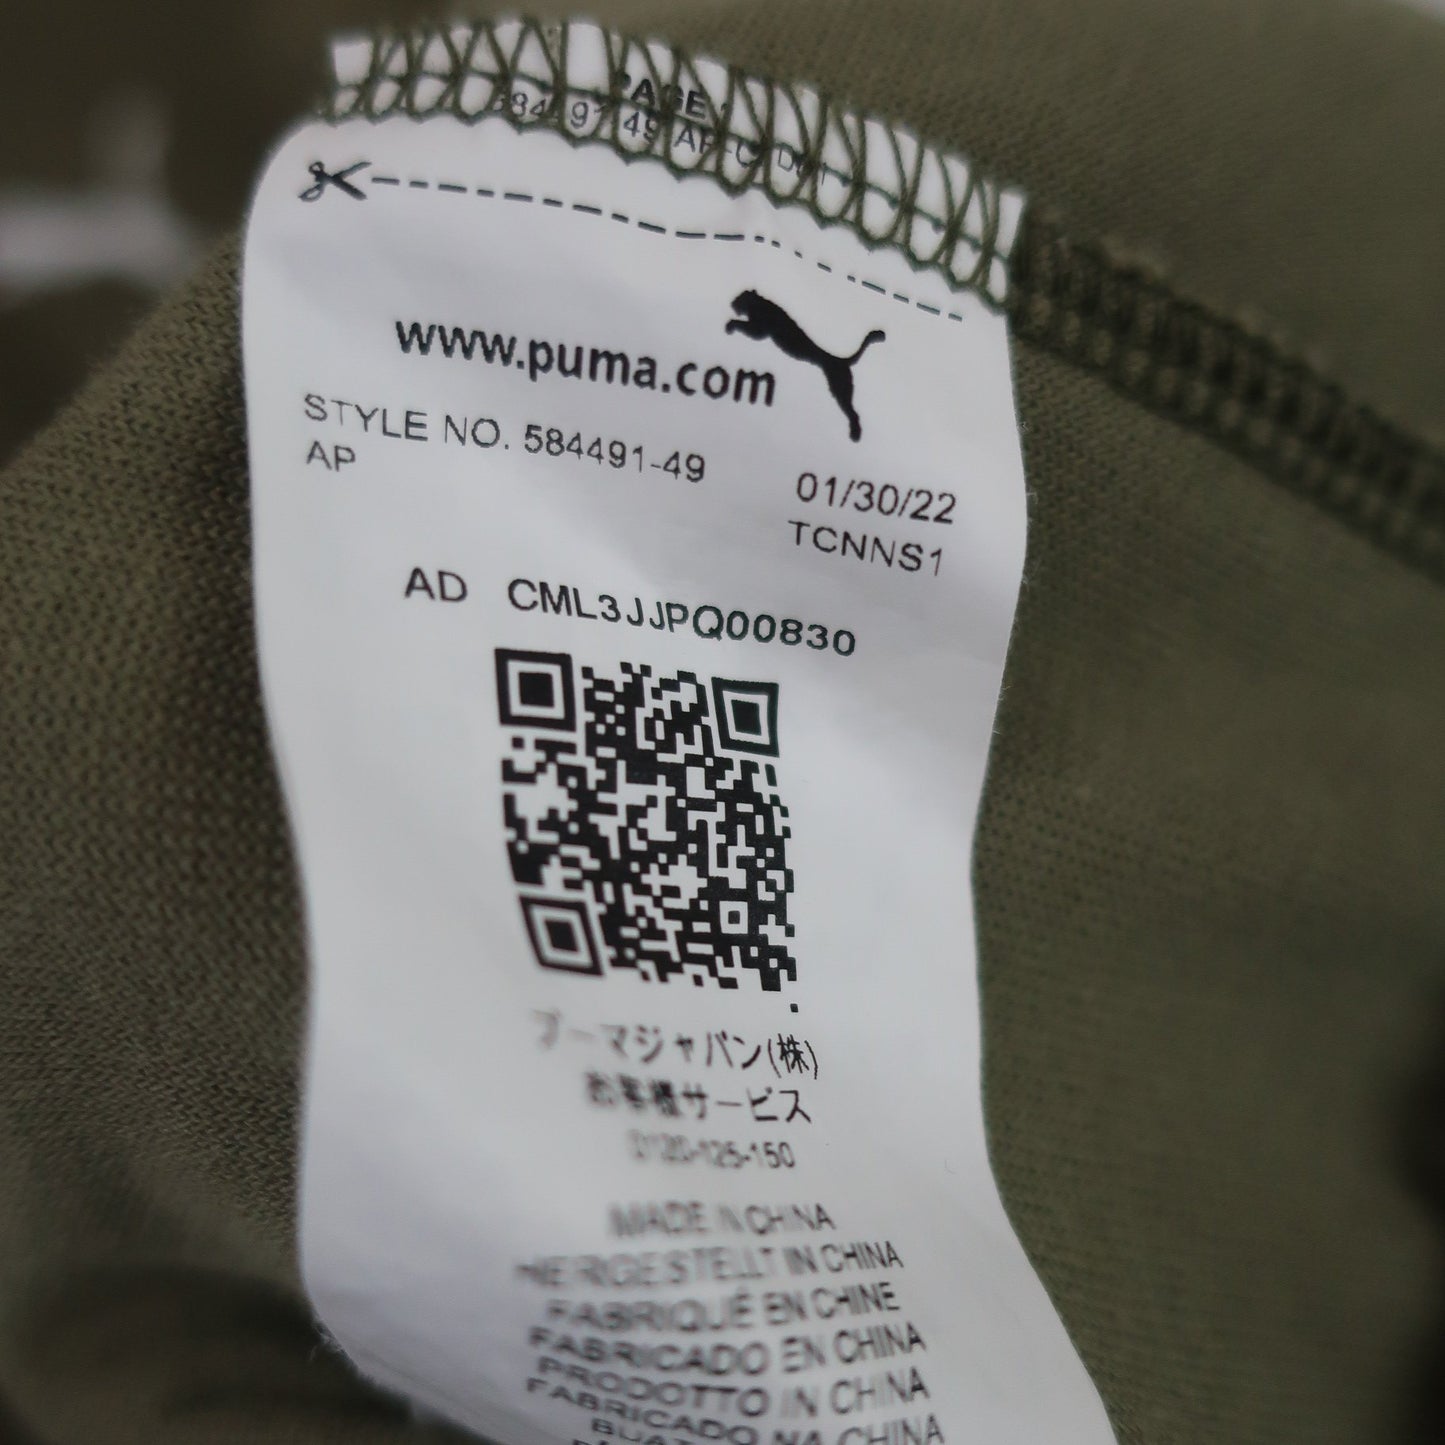 PAGE
www.puma.com
STYLE NO. 584491-49
AP
01/30/22
TCNNS1
AD CML3JJPQ00830
プーマジャパン(株)
お客様サービス
0120-125-150
MADE IN CHINA
HERGESTELLT IN CHINA
FABRIQUÉ EN CHINE
FABRICADO EN CHINA
PRODOTTO IN CHINA
FABRICADO NA CHINA